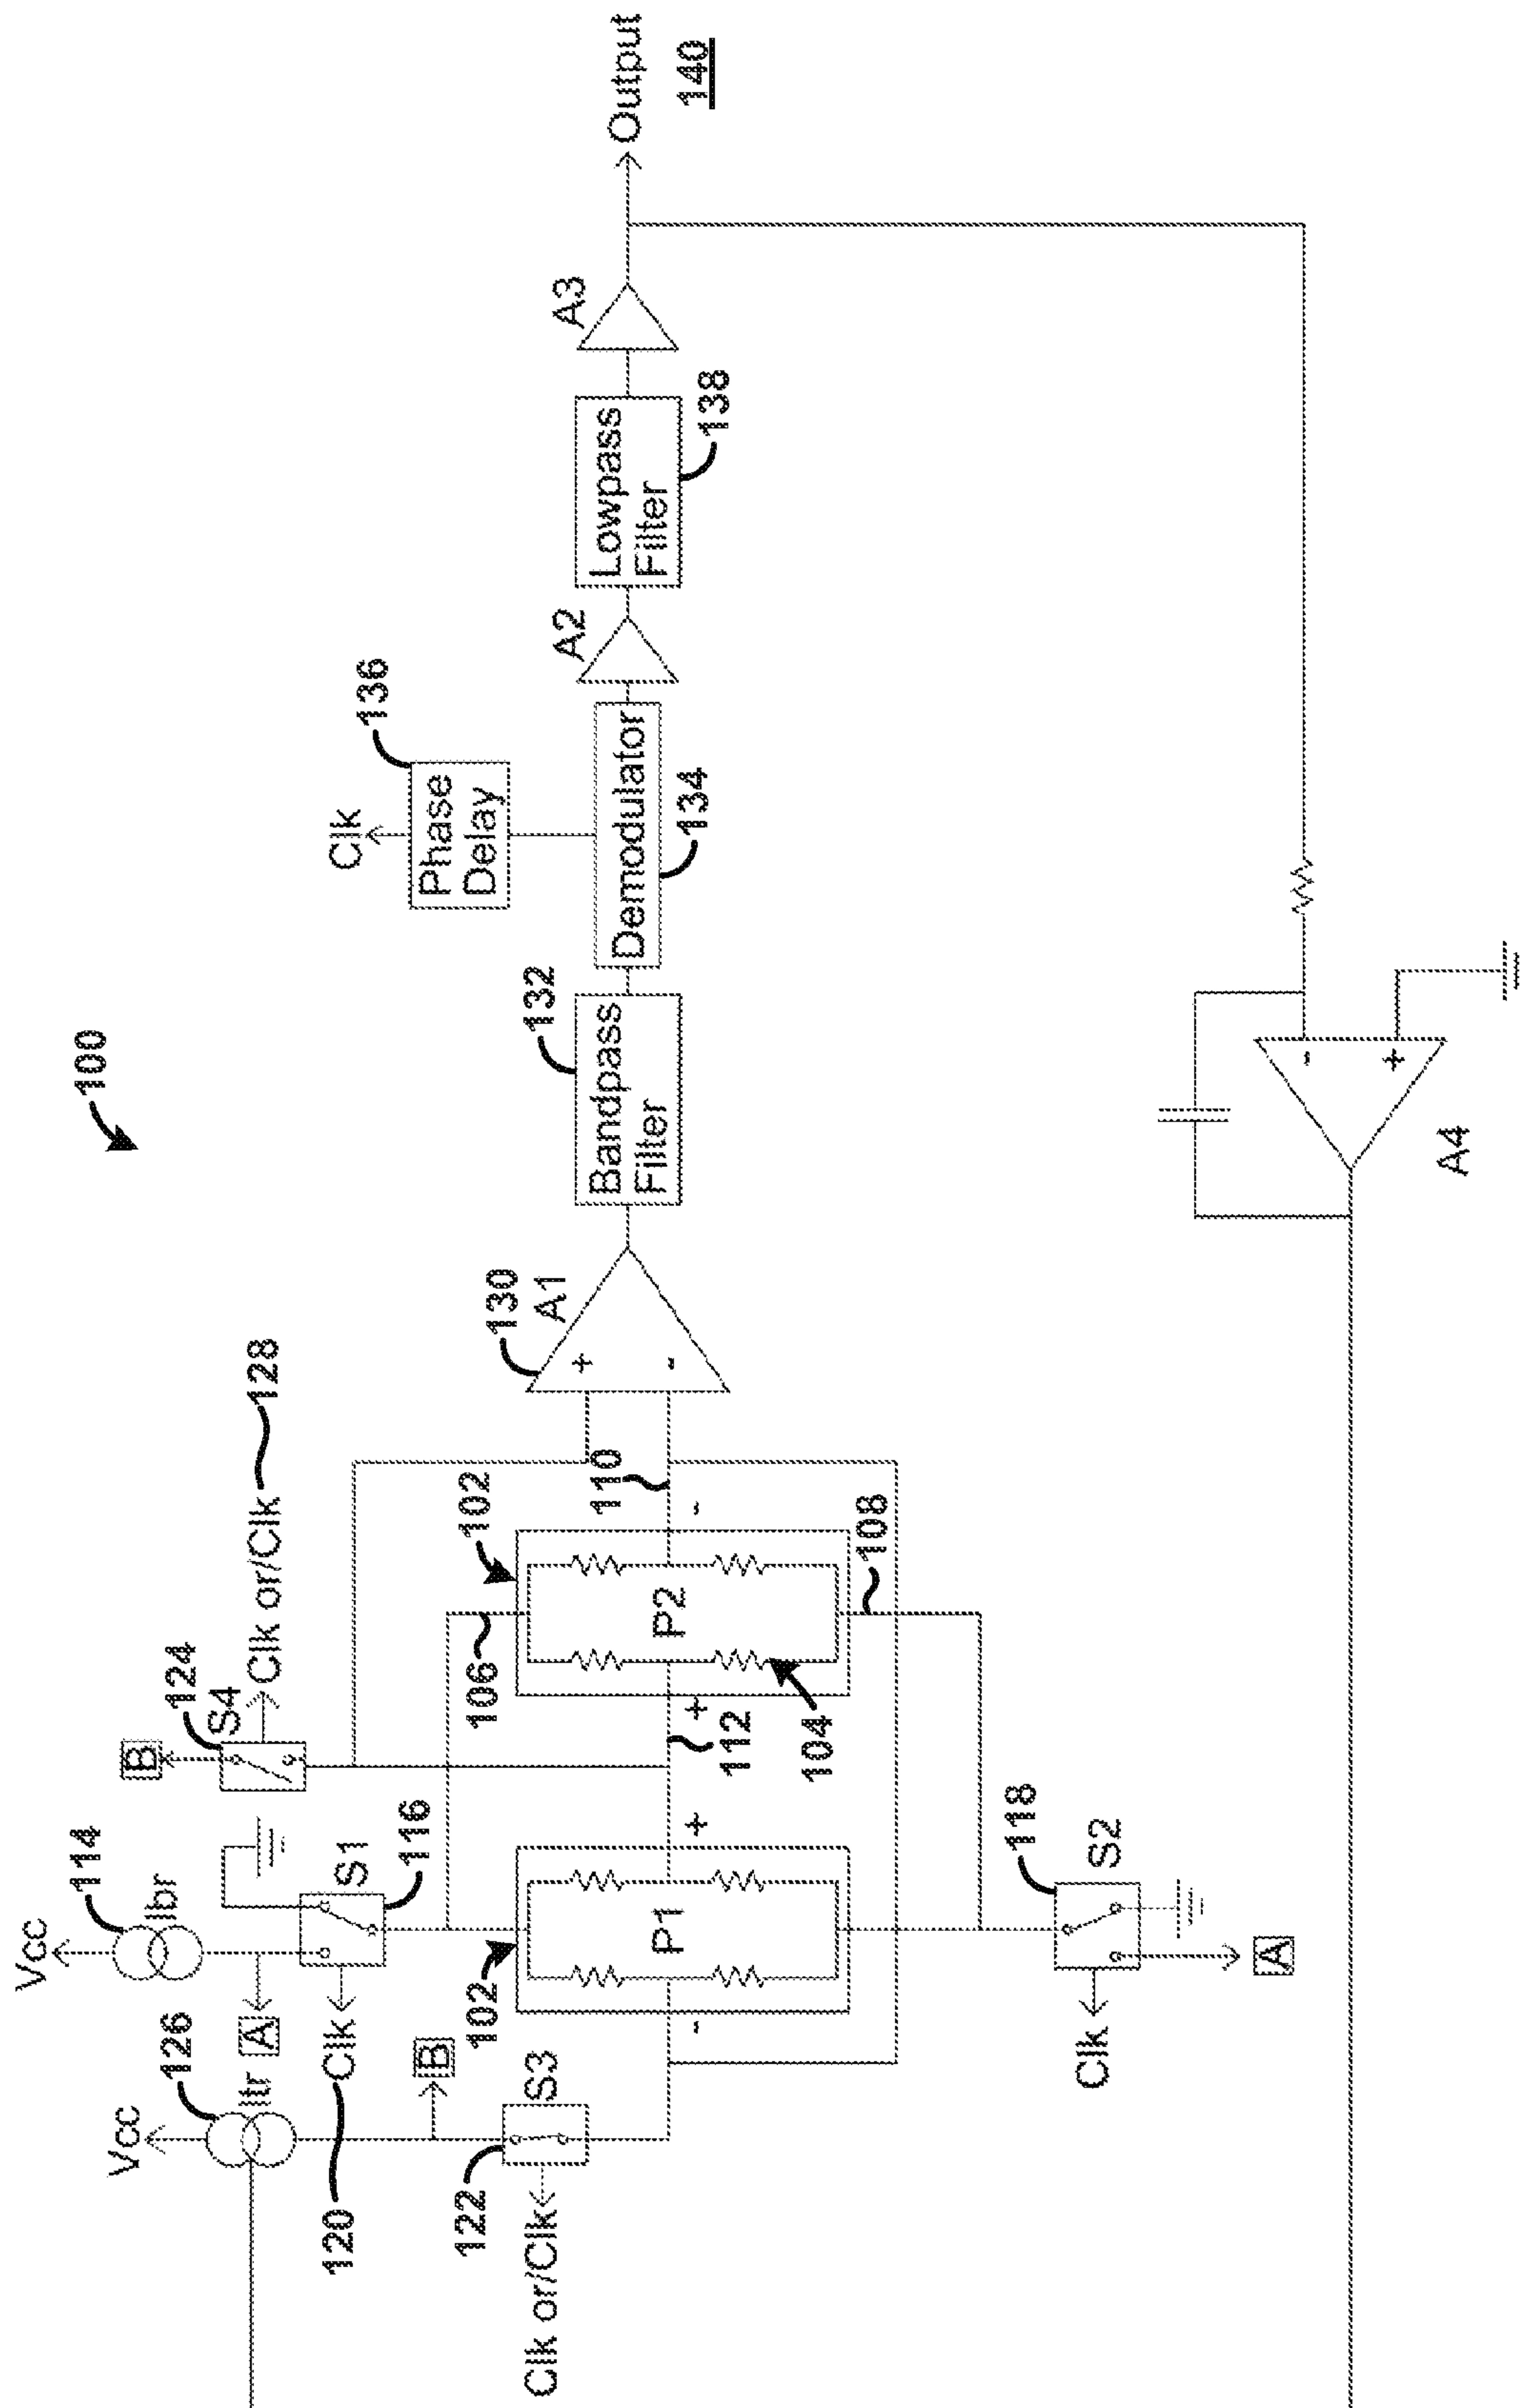 100
Vcc
114
Ibr
A
Vcc
126
Itr
B
124
S4
Clk or/Clk
128
S1
116
Clk
120
B
S3
122
Clk or/Clk
102
P1
-
+
106
102
P2
+
-
112
104
110
108
118
S2
Clk
A
130
A1
+
-
132
Bandpass
Filter
Clk
136
Phase
Delay
Demodulator
134
A2
Lowpass
Filter
138
A3
Output
140
-
+
A4